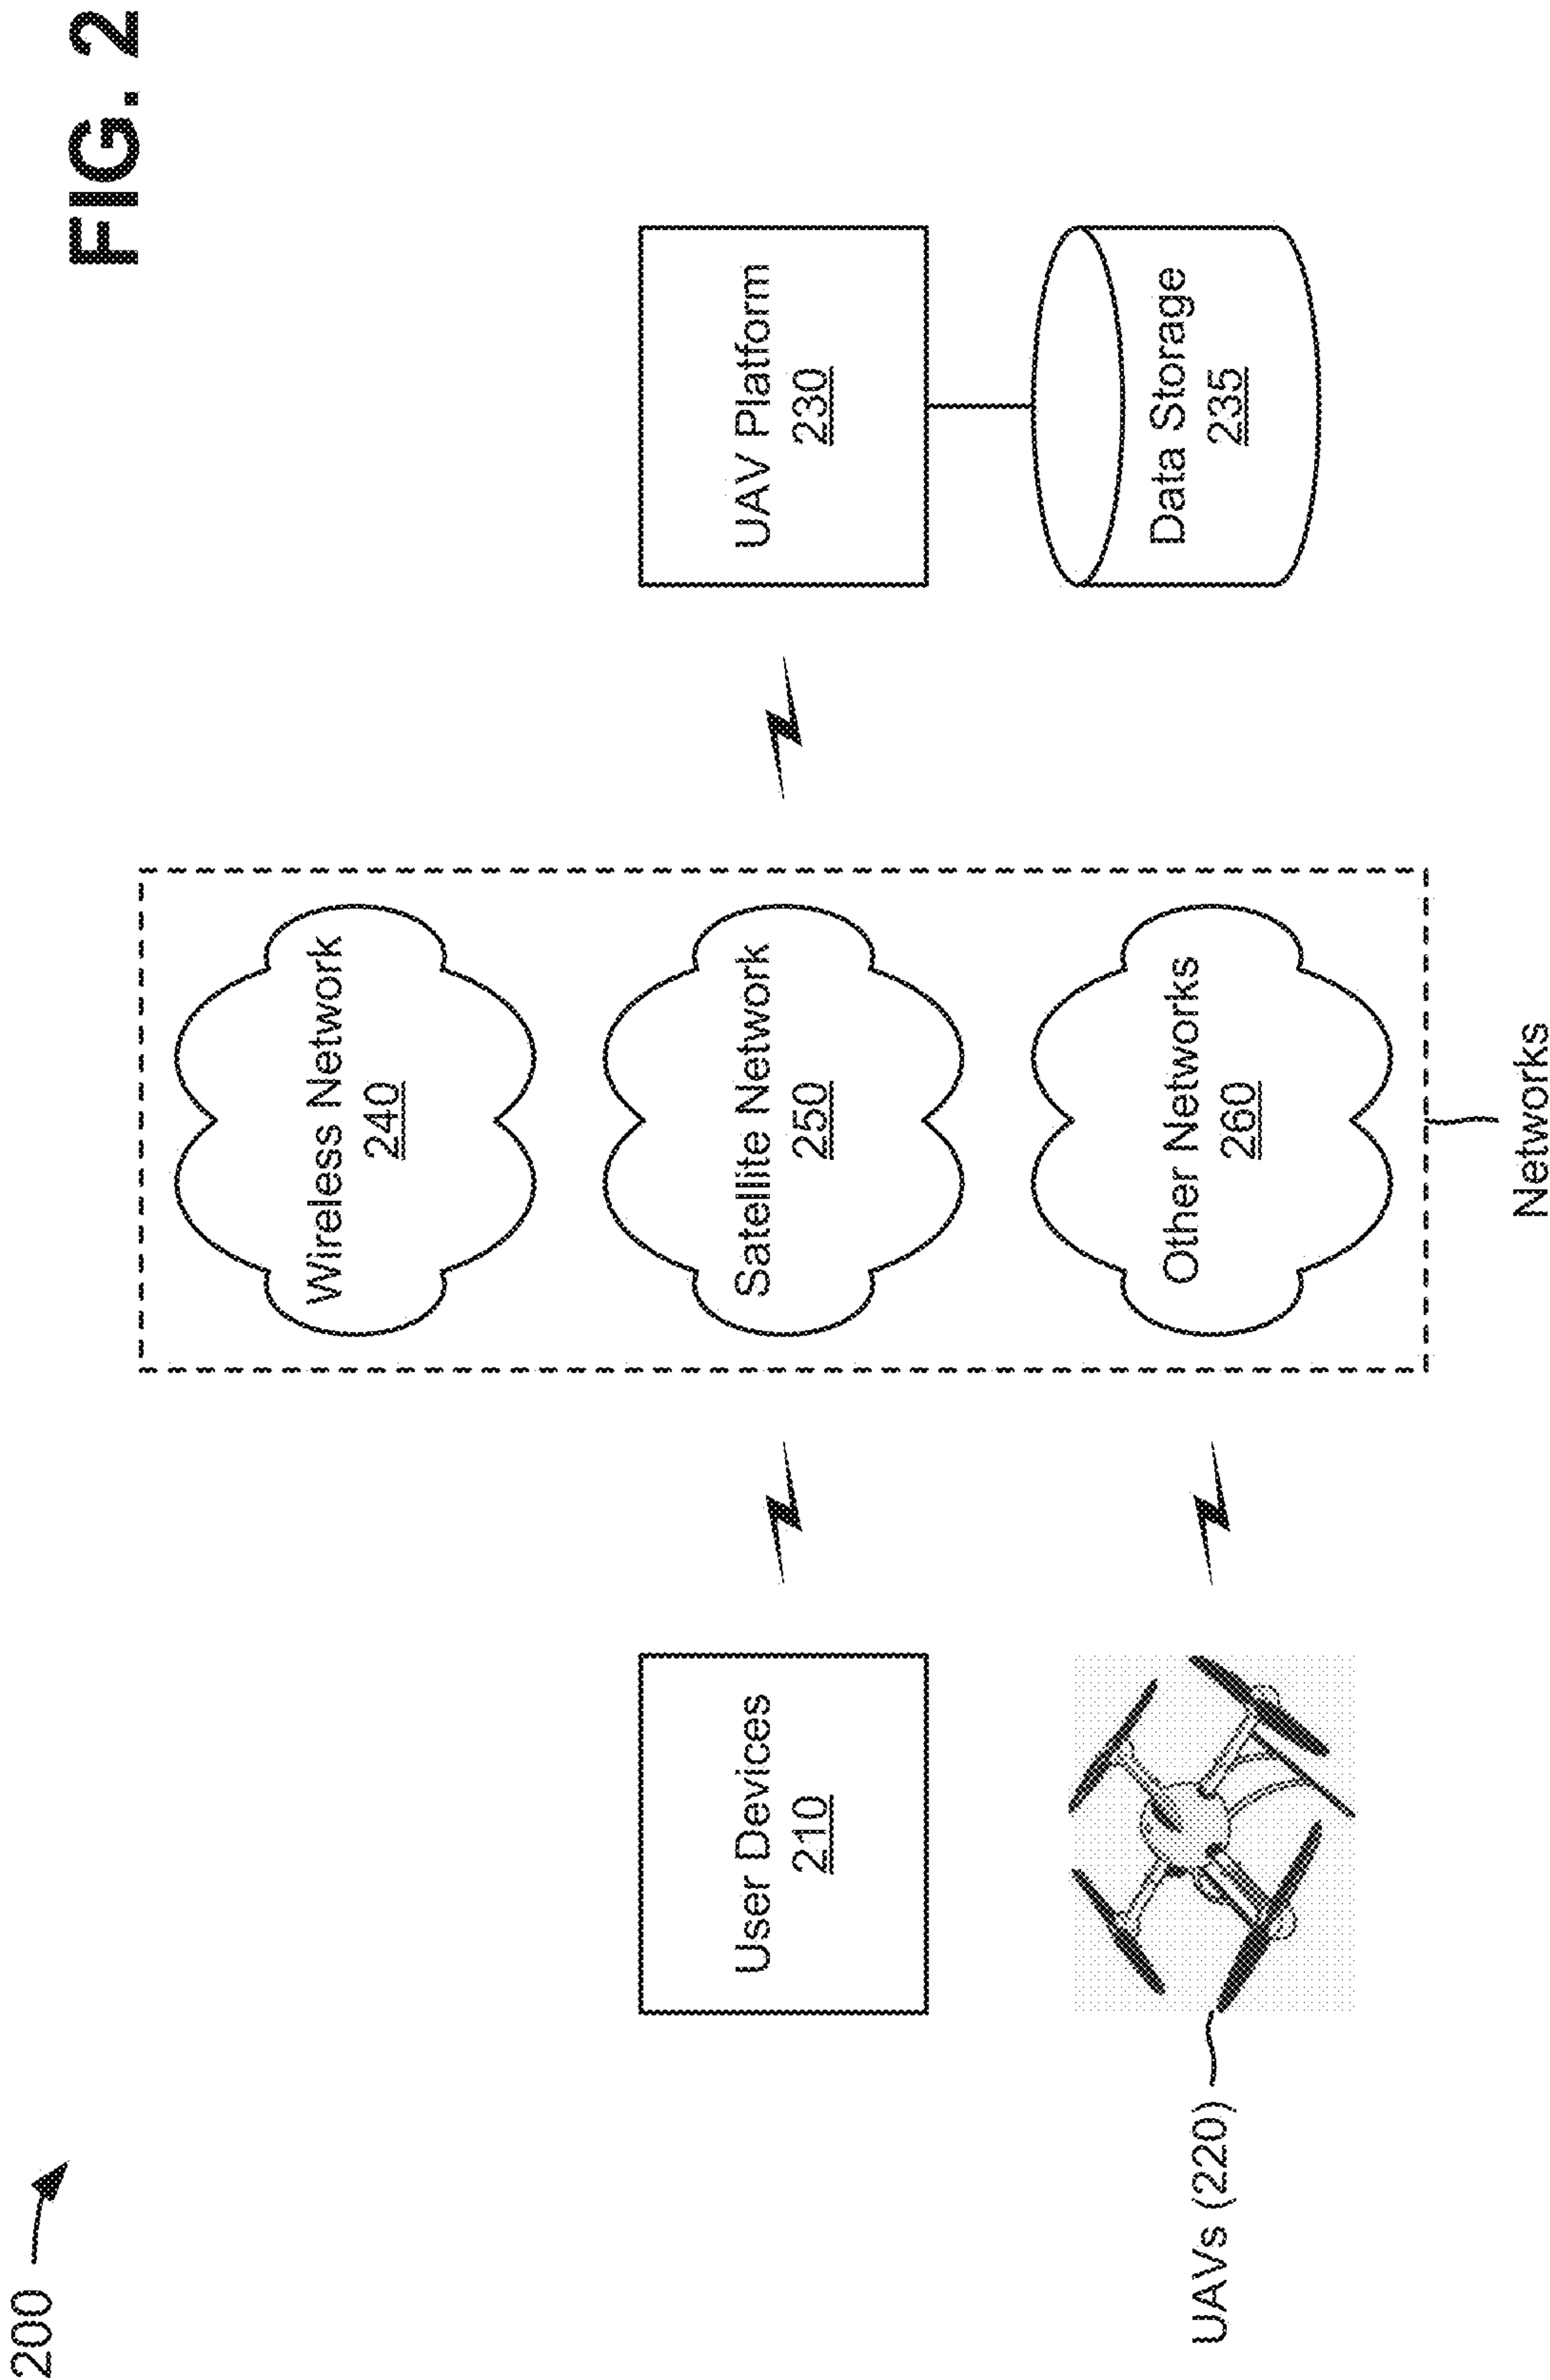 FIG. 2
200
User Devices
210
UAVs (220)
Wireless Network
240
Satellite Network
250
Other Networks
260
Networks
UAV Platform
230
Data Storage
235